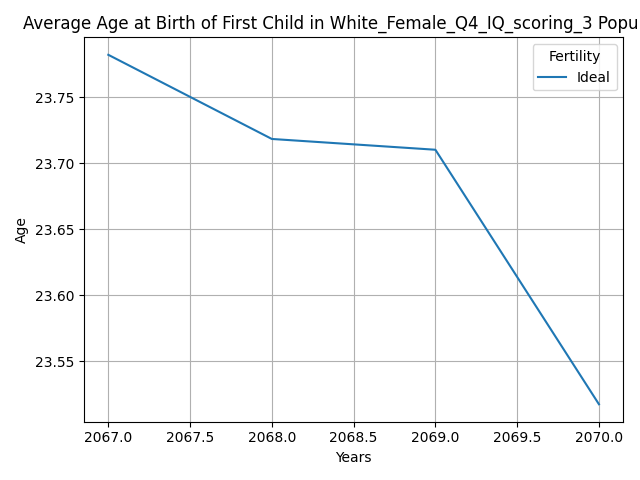 Average Age at Birth of First Child in White_Female_Q4_IQ_scoring_3 Popu
Fertility
Ideal
23.75
23.70
23.65
23.60
23.55
Age
2067.0 2067.5 2068.0 2068.5 2069.0 2069.5 2070.0
Years